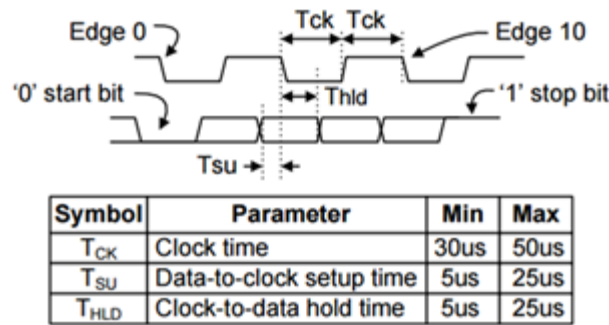 Edge 0
Tck Tck
Edge 10
'0' start bit
Thld
'1' stop bit
Tsu
Symbol Parameter Min Max
TCK Clock time 30us 50us
TSU Data-to-clock setup time 5us 25us
THLD Clock-to-data hold time 5us 25us